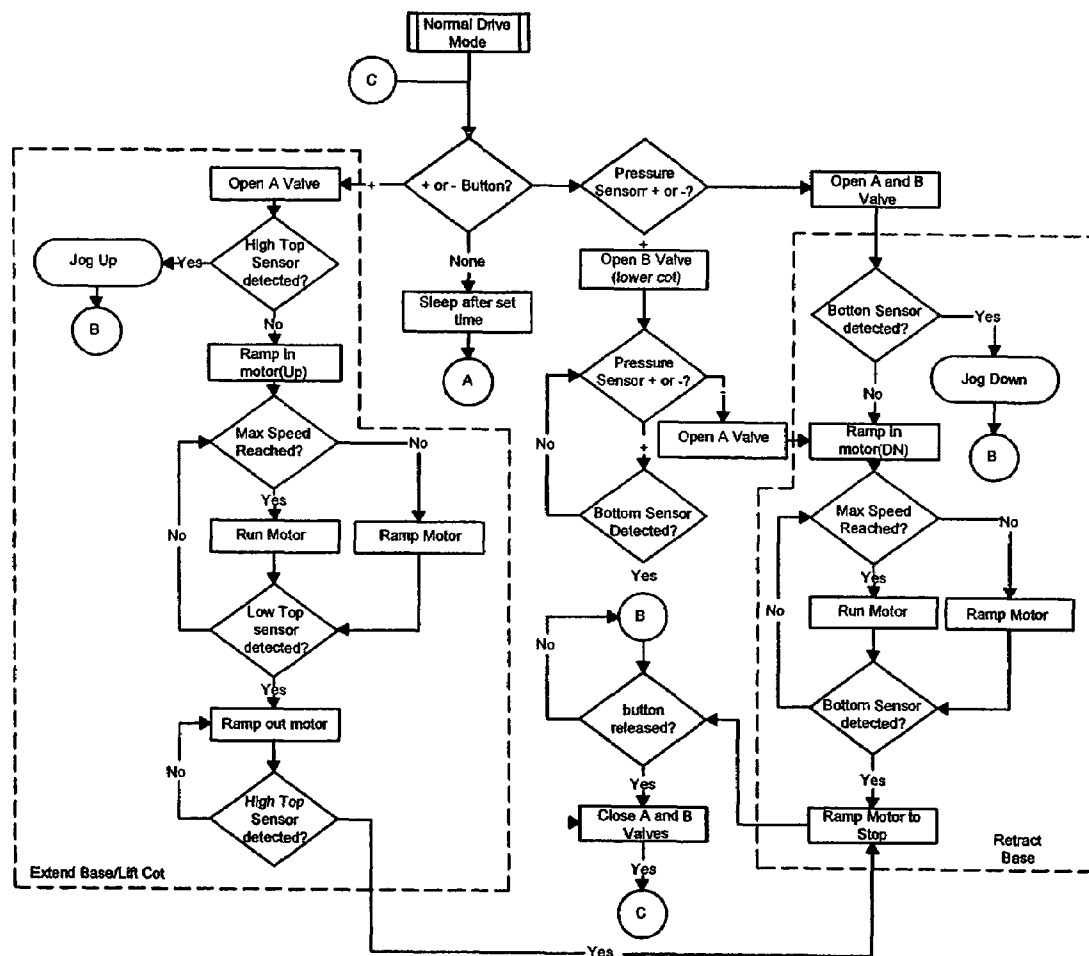 Normal Drive
Mode
C
+ or - Button?
+
Open A Valve
High Top
Sensor
detected?
Yes
Jog Up
B
No
Ramp In
motor(Up)
Max Speed
Reached?
No
Yes
Run Motor
Ramp Motor
No
Low Top
sensor
detected?
Yes
Ramp out motor
No
High Top
Sensor
detected?
Extend Base/Lift Cot
Yes
None
Sleep after set
time
A
Pressure
Sensorr + or -?
+
Open B Valve
(lower cot)
Pressure
Sensor + or -?
-
Open A Valve
+
No
Bottom Sensor
Detected?
Yes
B
No
button
released?
Yes
Close A and B
Valves
Yes
C
Open A and B
Valve
Botton Sensor
detected?
Yes
Jog Down
B
No
Ramp In
motor(DN)
Max Speed
Reached?
No
Yes
Run Motor
Ramp Motor
No
Bottom Sensor
detected?
Yes
Ramp Motor to
Stop
Retract
Base